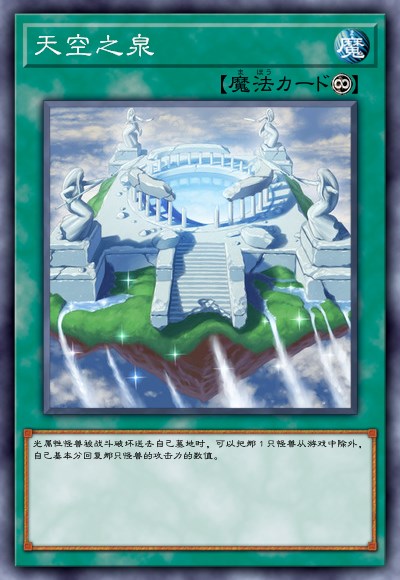 天空之泉
魔
【魔法カード♾】
まほう
光属性怪兽被战斗破坏送去自己墓地时，可以把那１只怪兽从游戏中除外，
自己基本分回复那只怪兽的攻击力的数值。